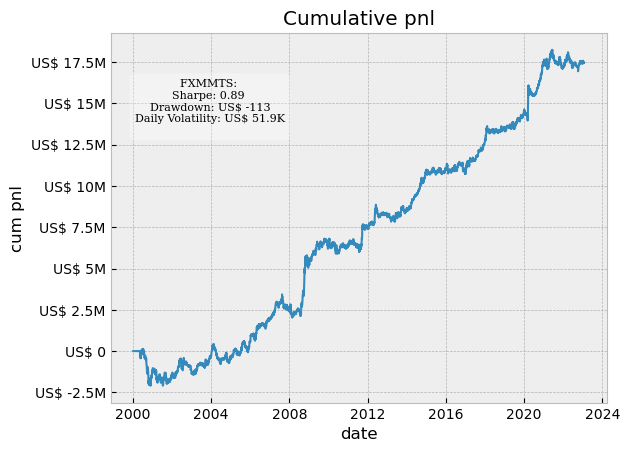 Cumulative pnl
US$ 17.5M
US$ 15M
US$ 12.5M
US$ 10M
US$ 7.5M
US$ 5M
US$ 2.5M
US$ 0
US$ -2.5M
cum pnl
FXMMTS:
Sharpe: 0.89
Drawdown: US$ -113
Daily Volatility: US$ 51.9K
2000 2004 2008 2012 2016 2020 2024
date